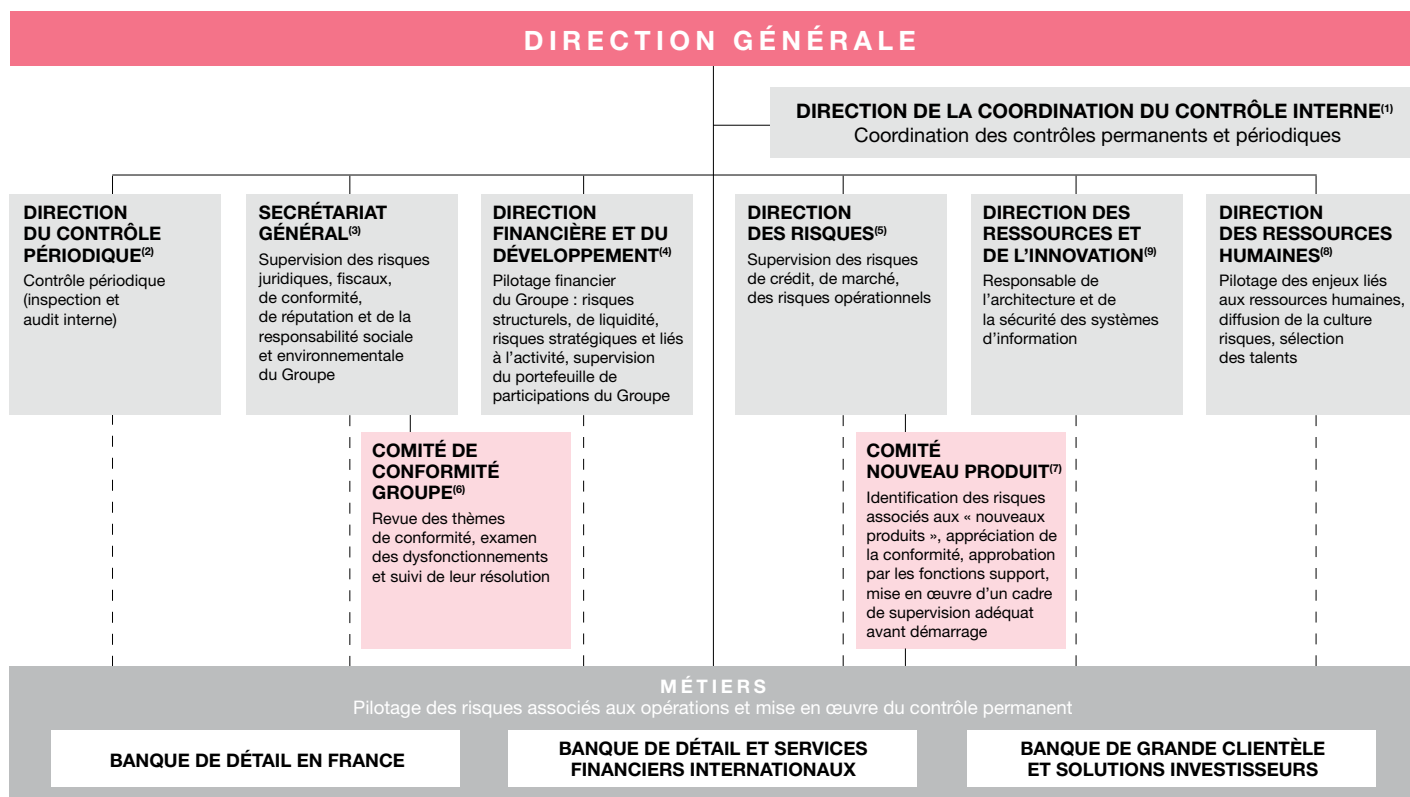 DIRECTION GÉNÉRALE
DIRECTION DE LA COORDINATION DU CONTRÔLE INTERNE(1)
Coordination des contrôles permanents et périodiques
DIRECTION
DU CONTRÔLE
PÉRIODIQUE(2)
Contrôle périodique
(inspection et
audit interne)
SECRÉTARIAT
GÉNÉRAL(3)
Supervision des risques
juridiques, fiscaux,
de conformité,
de réputation et de la
responsabilité sociale
et environnementale
du Groupe
DIRECTION
FINANCIÈRE ET DU
DÉVELOPPEMENT(4)
Pilotage financier
du Groupe : risques
structurels, de liquidité,
risques stratégiques et liés
à l’activité, supervision
du portefeuille de
participations du Groupe
DIRECTION
DES RISQUES(5)
Supervision des risques
de crédit, de marché,
des risques opérationnels
DIRECTION DES
RESSOURCES ET
DE L’INNOVATION(9)
Responsable de
l’architecture et de
la sécurité des systèmes
d’information
DIRECTION
DES RESSOURCES
HUMAINES(8)
Pilotage des enjeux liés
aux ressources humaines,
diffusion de la culture
risques, sélection
des talents
COMITÉ DE
CONFORMITÉ
GROUPE(6)
Revue des thèmes
de conformité, examen
des dysfonctionnements
et suivi de leur résolution
COMITÉ
NOUVEAU PRODUIT(7)
Identification des risques
associés aux « nouveaux
produits », appréciation de
la conformité, approbation
par les fonctions support,
mise en œuvre d’un cadre
de supervision adéquat
avant démarrage
MÉTIERS
Pilotage des risques associés aux opérations et mise en œuvre du contrôle permanent
BANQUE DE DÉTAIL EN FRANCE
BANQUE DE DÉTAIL ET SERVICES
FINANCIERS INTERNATIONAUX
BANQUE DE GRANDE CLIENTÈLE
ET SOLUTIONS INVESTISSEURS